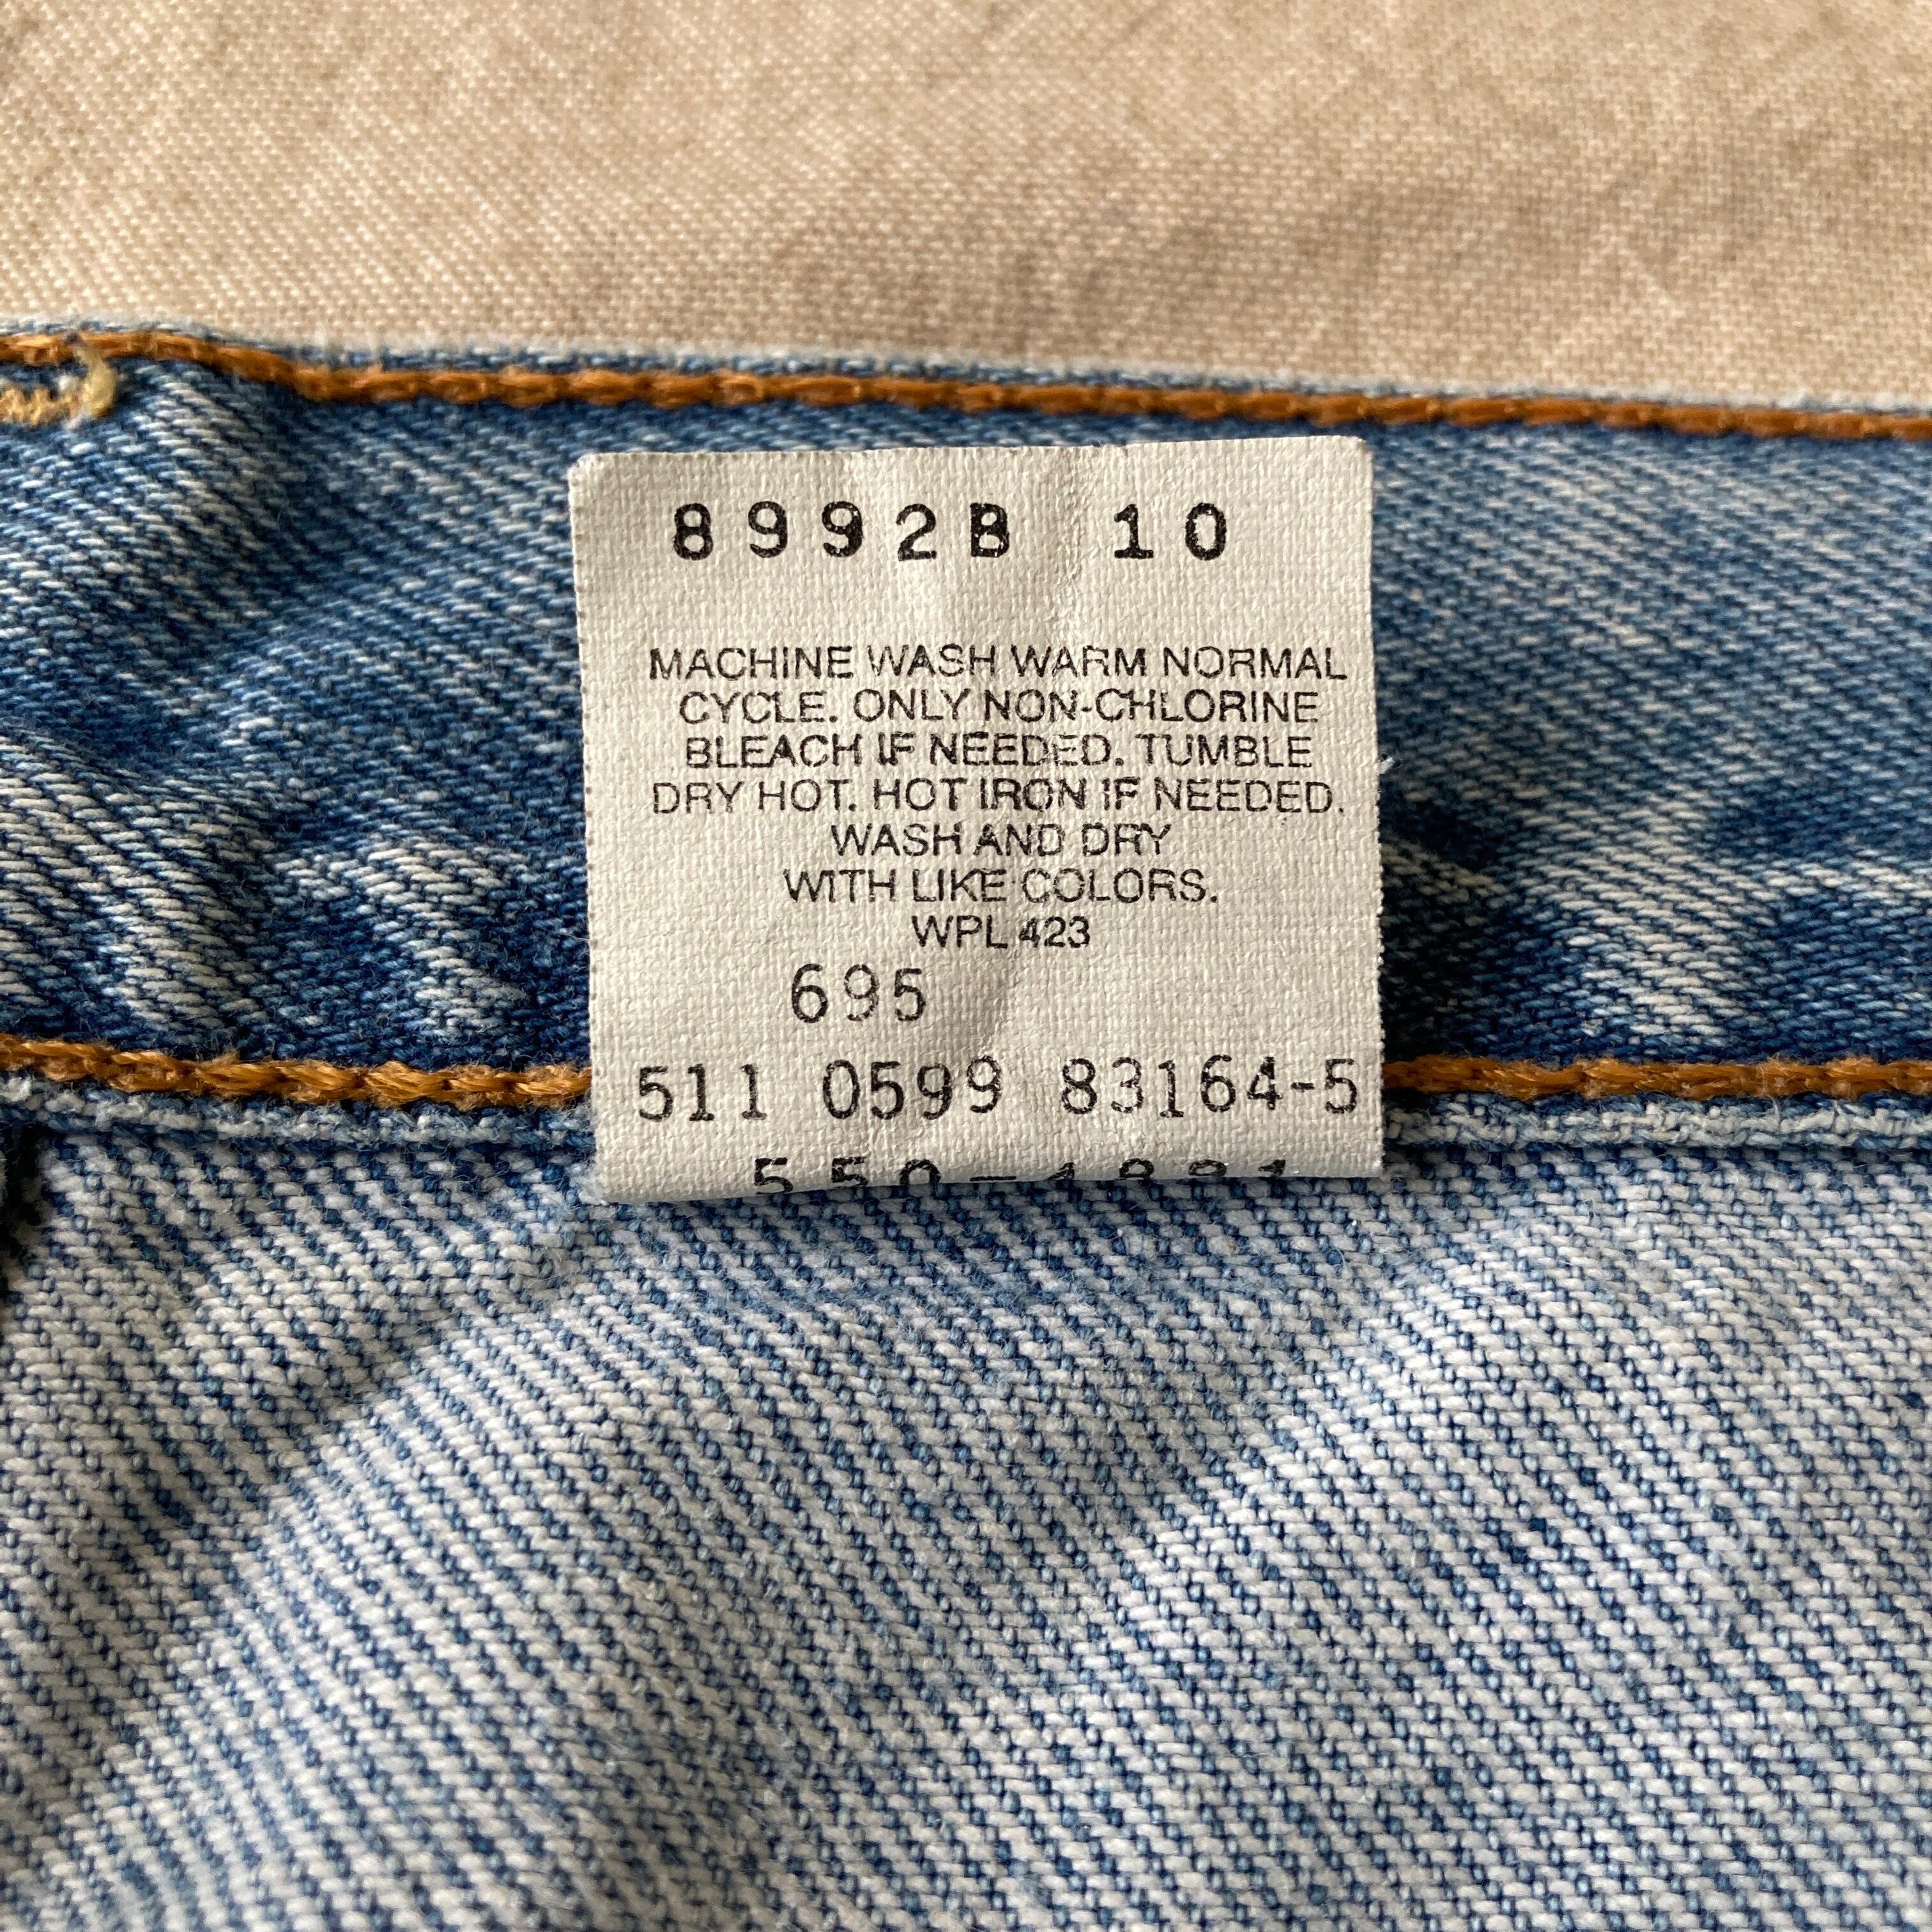 8992B 10
MACHINE WASH WARM NORMAL
CYCLE. ONLY NON-CHLORINE
BLEACH IF NEEDED. TUMBLE
DRY HOT. HOT IRON IF NEEDED.
WASH AND DRY
WITH LIKE COLORS.
WPL 423
695
511 0599 83164-5